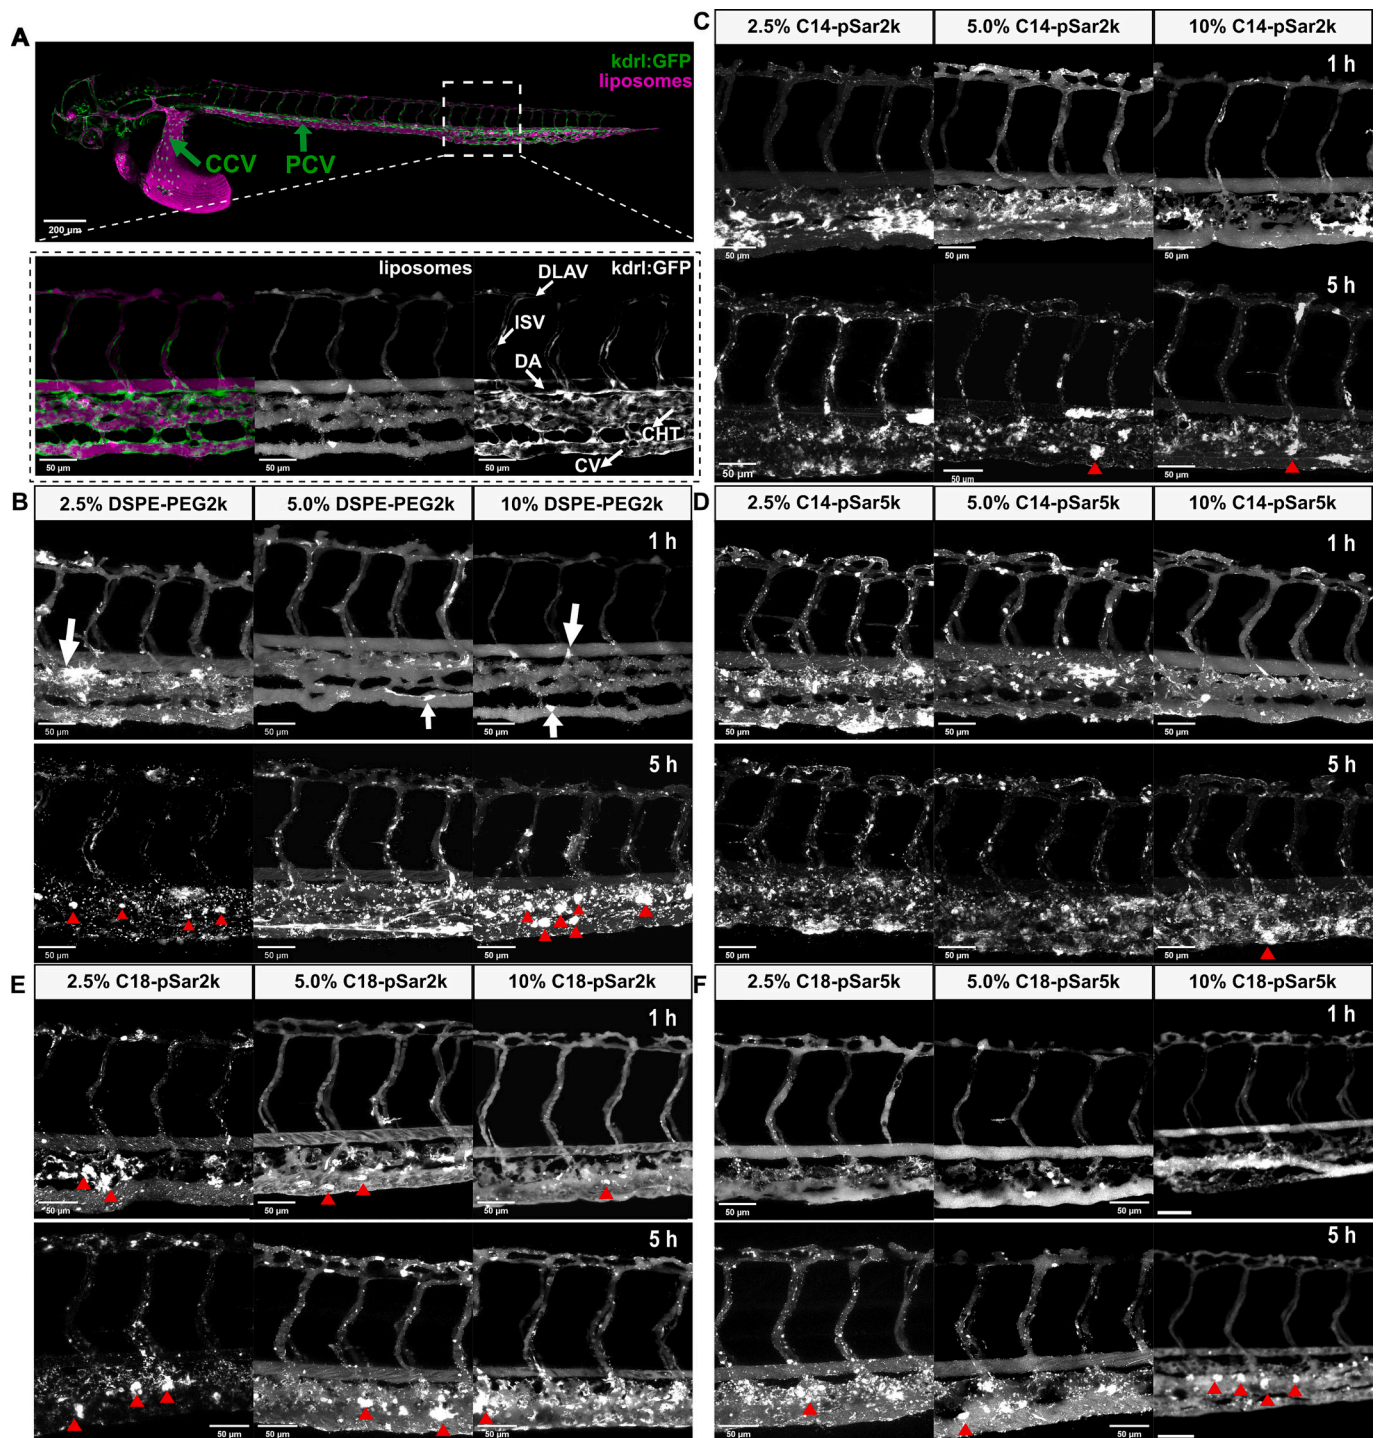 A
kdrl:GFP
liposomes
CCV
PCV
200 µm
liposomes
kdrl:GFP
DLAV
ISV
DA
CHT
CV
50 µm
50 µm
50 µm
B
2.5% DSPE-PEG2k
5.0% DSPE-PEG2k
10% DSPE-PEG2k
1 h
50 µm
50 µm
50 µm
5 h
50 µm
50 µm
50 µm
C
2.5% C14-pSar2k
5.0% C14-pSar2k
10% C14-pSar2k
1 h
50 µm
50 µm
50 µm
5 h
50 µm
50 µm
50 µm
D
2.5% C14-pSar5k
5.0% C14-pSar5k
10% C14-pSar5k
1 h
50 µm
50 µm
50 µm
5 h
50 µm
50 µm
50 µm
E
2.5% C18-pSar2k
5.0% C18-pSar2k
10% C18-pSar2k
1 h
50 µm
50 µm
50 µm
5 h
50 µm
50 µm
50 µm
F
2.5% C18-pSar5k
5.0% C18-pSar5k
10% C18-pSar5k
1 h
50 µm
50 µm
5 h
50 µm
50 µm